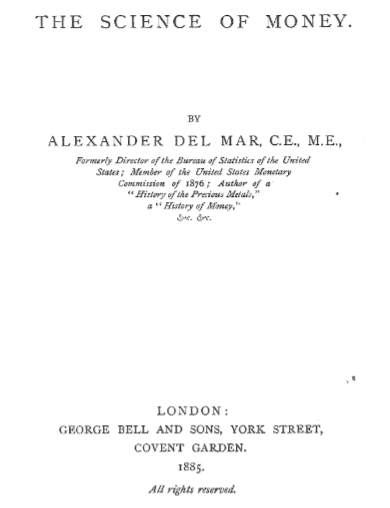 THE SCIENCE OF MONEY.
BY
ALEXANDER DEL MAR, C.E., M.E.,
Formerly Director of the Bureau of Statistics of the United
States; Member of the United States Monetary
Commission of 1876; Author of a
"History of the Precious Metals,"
a "History of Money,"
&c. &c.
LONDON:
GEORGE BELL AND SONS, YORK STREET,
COVENT GARDEN.
1885.
All rights reserved.